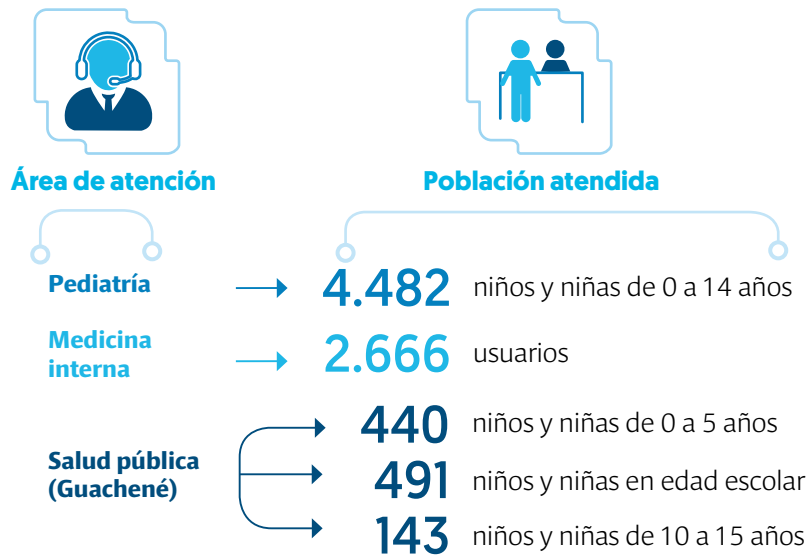 Área de atención
Población atendida
Pediatría
4.482 niños y niñas de 0 a 14 años
Medicina
interna
2.666 usuarios
Salud pública
(Guachené)
440 niños y niñas de 0 a 5 años
491 niños y niñas en edad escolar
143 niños y niñas de 10 a 15 años